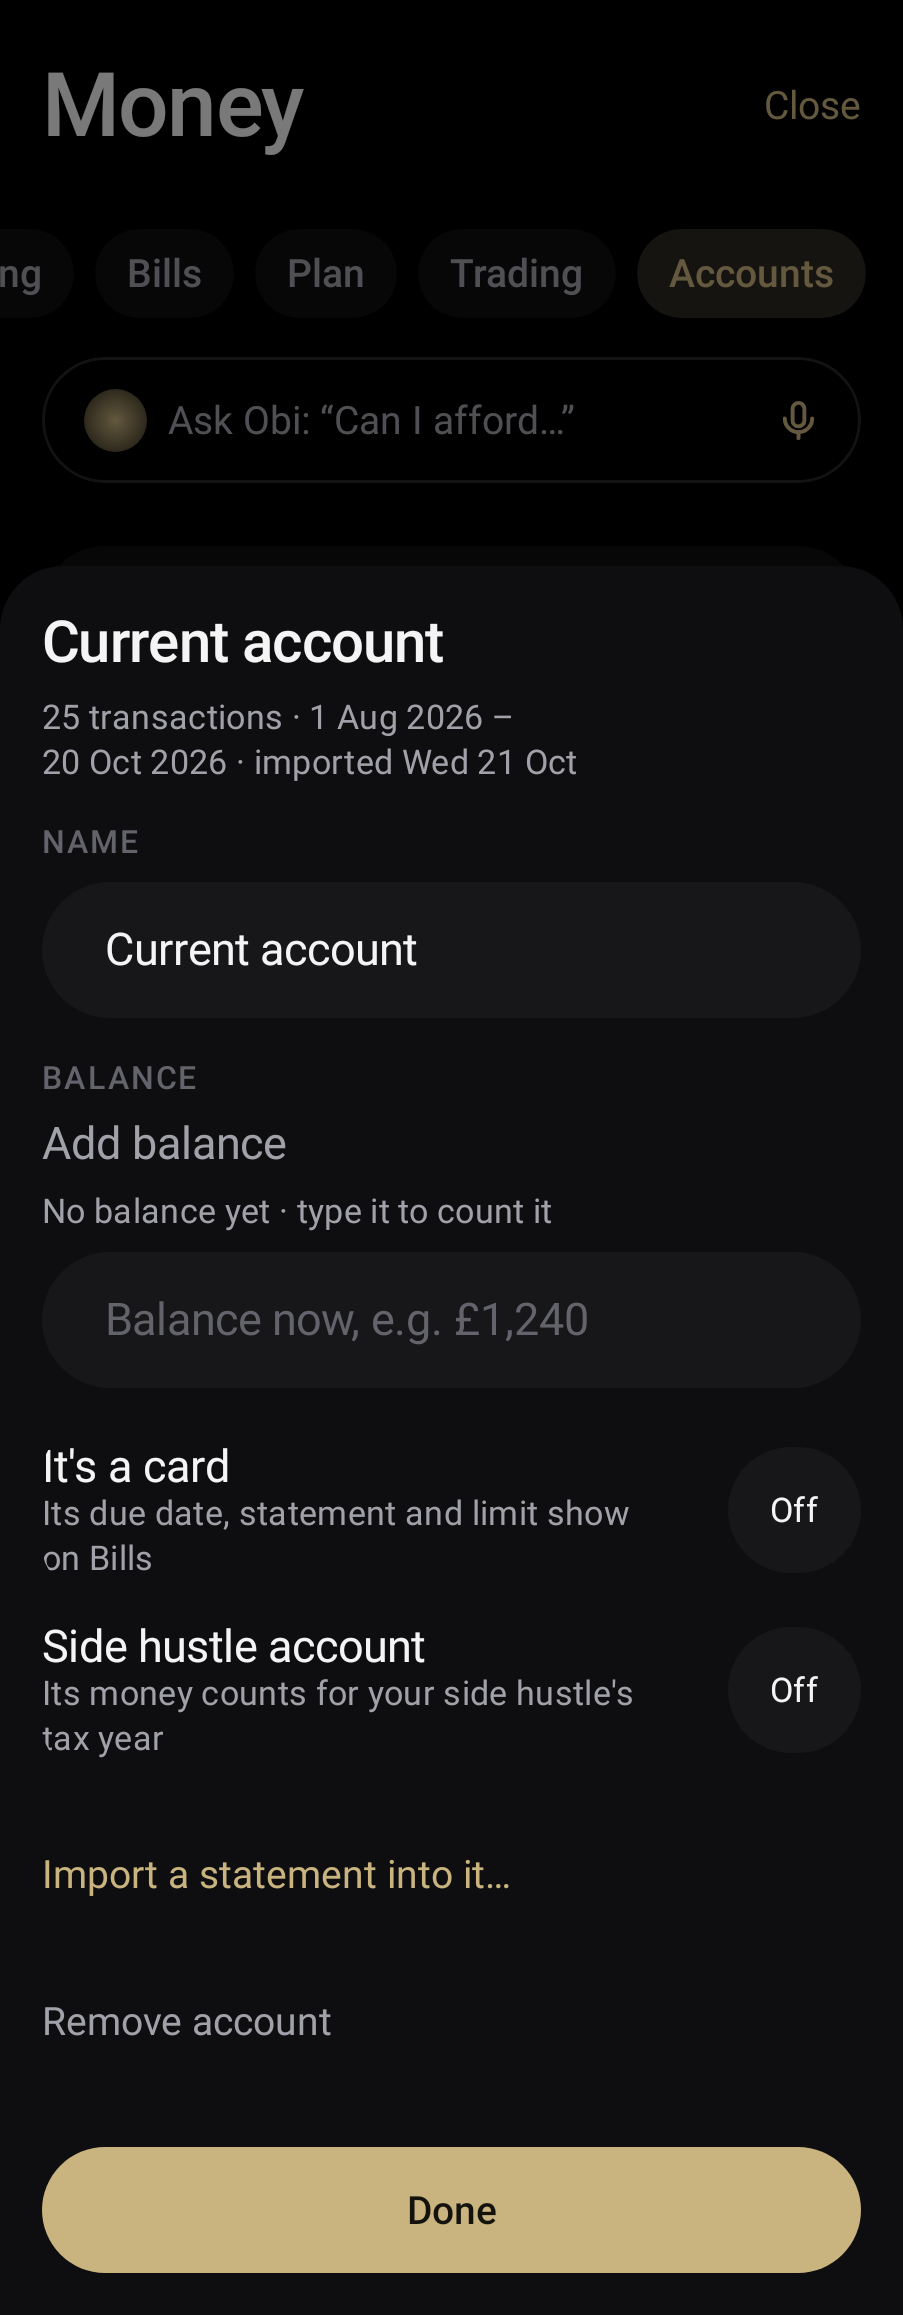 Money
Close
ng
Bills
Plan
Trading
Accounts
Ask Obi: “Can I afford…”
Current account
25 transactions · 1 Aug 2026 –
20 Oct 2026 · imported Wed 21 Oct
NAME
Current account
BALANCE
Add balance
No balance yet · type it to count it
Balance now, e.g. £1,240
It's a card
Its due date, statement and limit show
on Bills
Off
Side hustle account
Its money counts for your side hustle's
tax year
Off
Import a statement into it…
Remove account
Done